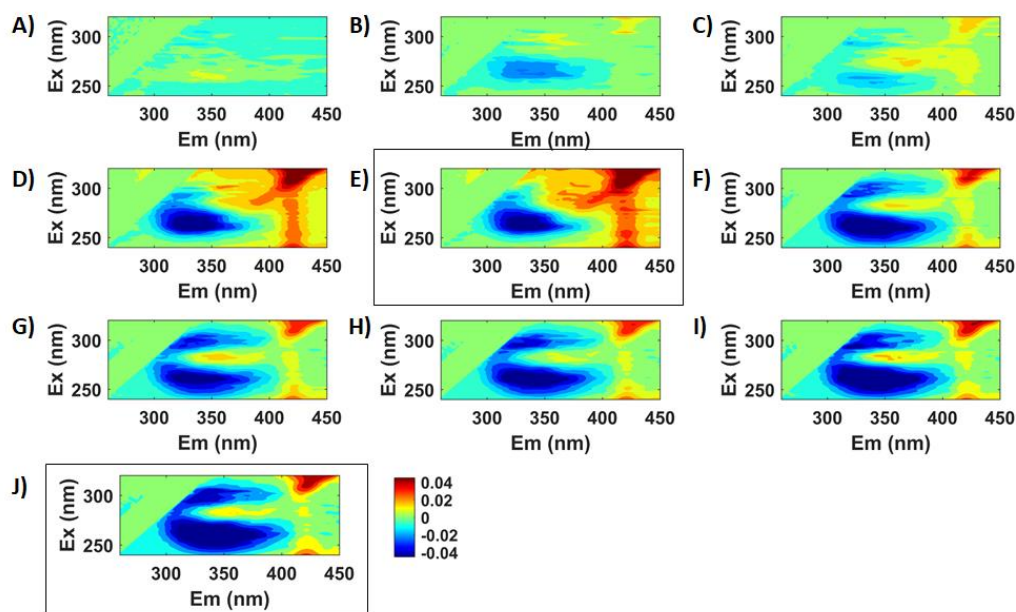 A) B) C)
Ex (nm) 300 250 Ex (nm) 300 250 Ex (nm) 300 250
300 350 400 450 300 350 400 450 300 350 400 450
Em (nm) Em (nm) Em (nm)
D) E) F)
Ex (nm) 300 250 Ex (nm) 300 250 Ex (nm) 300 250
300 350 400 450 300 350 400 450 300 350 400 450
Em (nm) Em (nm) Em (nm)
G) H) I)
Ex (nm) 300 250 Ex (nm) 300 250 Ex (nm) 300 250
300 350 400 450 300 350 400 450 300 350 400 450
Em (nm) Em (nm) Em (nm)
J)
Ex (nm) 300 250
300 350 400 450
Em (nm)
0.04
0.02
0
-0.02
-0.04